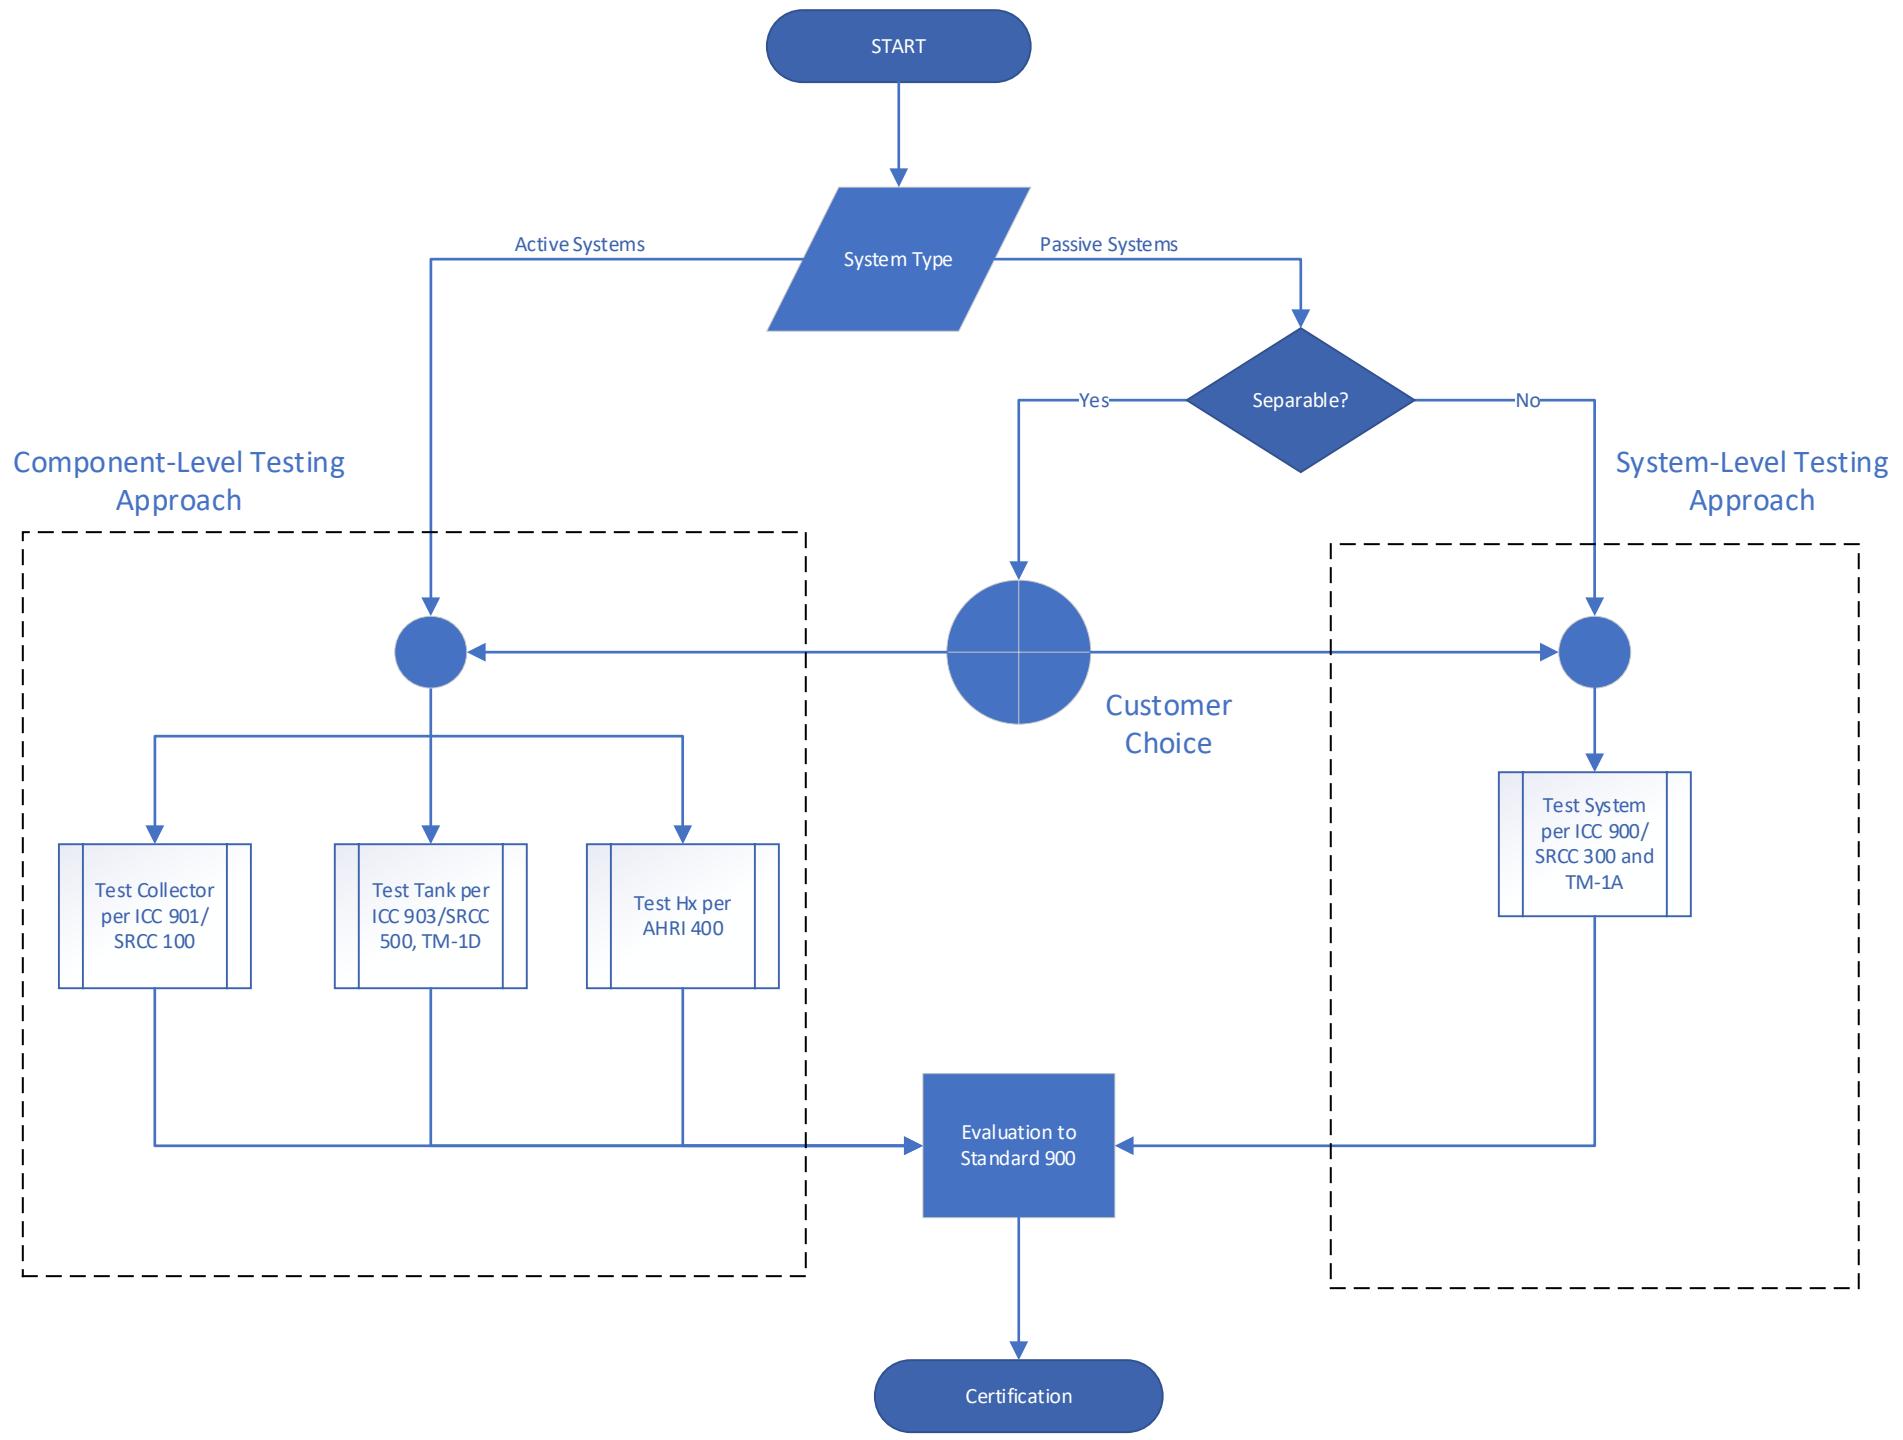 START
Active Systems
System Type
Passive Systems
Yes
Separable?
No
Component-Level Testing
Approach
System-Level Testing
Approach
Customer
Choice
Test Collector
per ICC 901/
SRCC 100
Test Tank per
ICC 903/SRCC
500, TM-1D
Test Hx per
AHRI 400
Test System
per ICC 900/
SRCC 300 and
TM-1A
Evaluation to
Standard 900
Certification